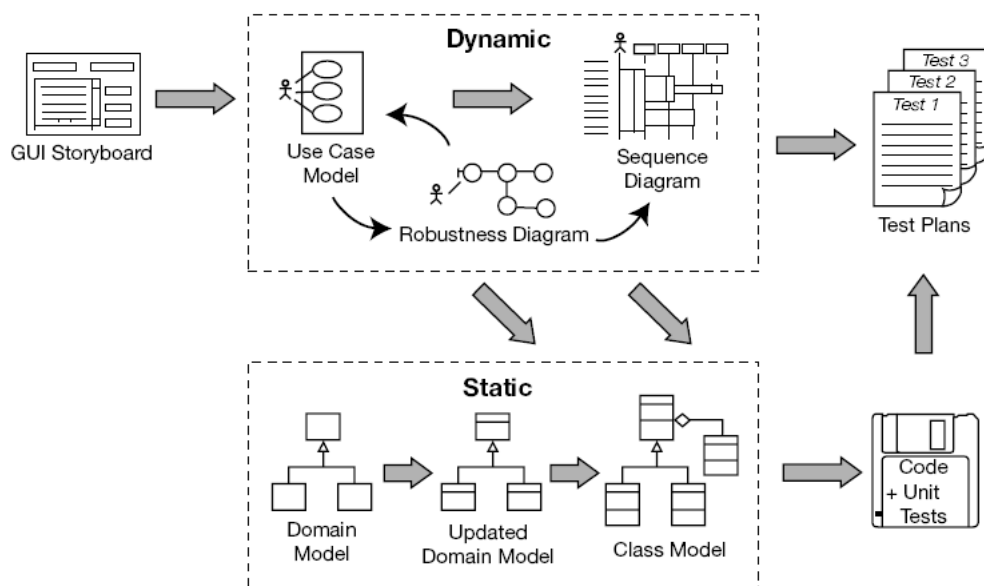 Dynamic
GUI Storyboard
Use Case
Model
Robustness Diagram
Sequence
Diagram
Test 3
Test 2
Test 1
Test Plans
Static
Domain
Model
Updated
Domain Model
Class Model
Code
+ Unit
Tests